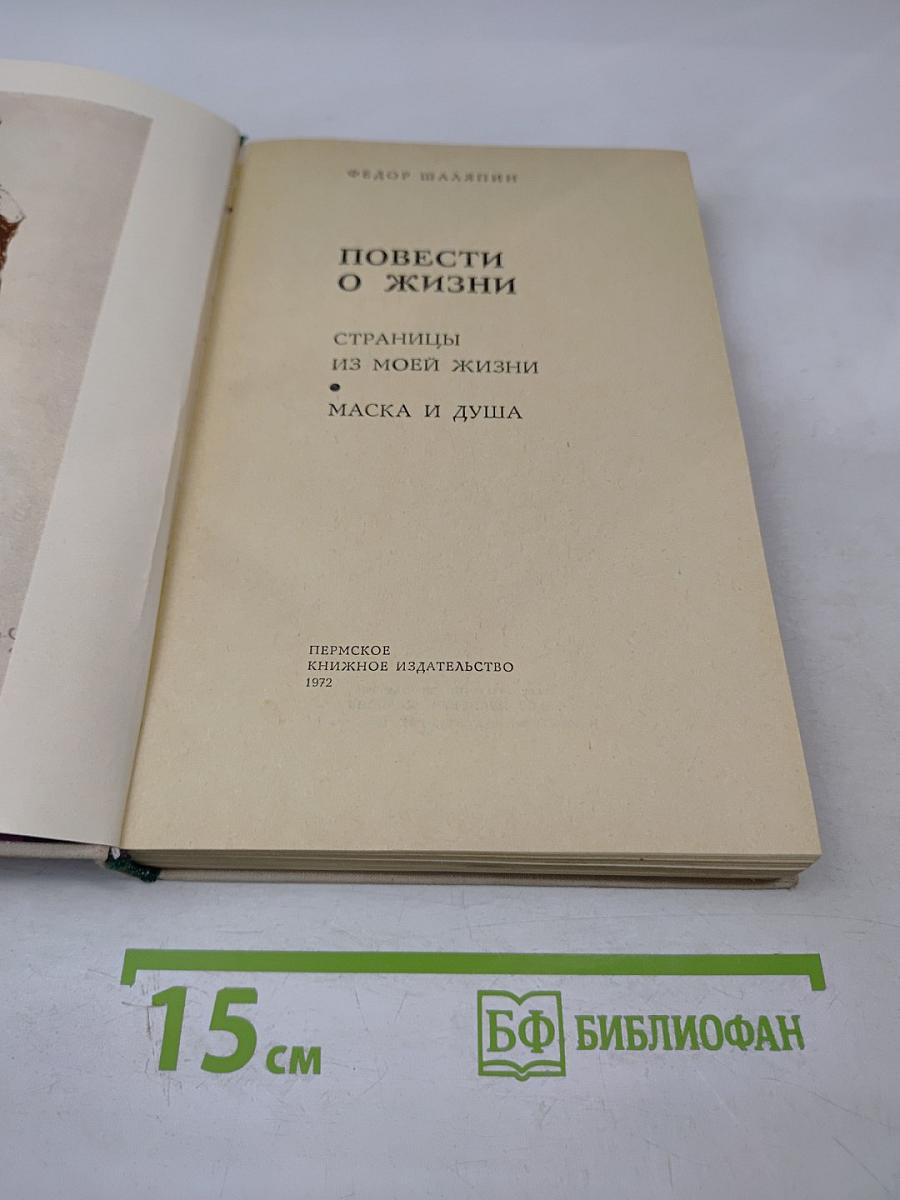 ФЕДОР ШАЛЯПИН
ПОВЕСТИ
О ЖИЗНИ
СТРАНИЦЫ
ИЗ МОЕЙ ЖИЗНИ
•
МАСКА И ДУША
ПЕРМСКОЕ
КНИЖНОЕ ИЗДАТЕЛЬСТВО
1972
15 см
БФ БИБЛИОФАН